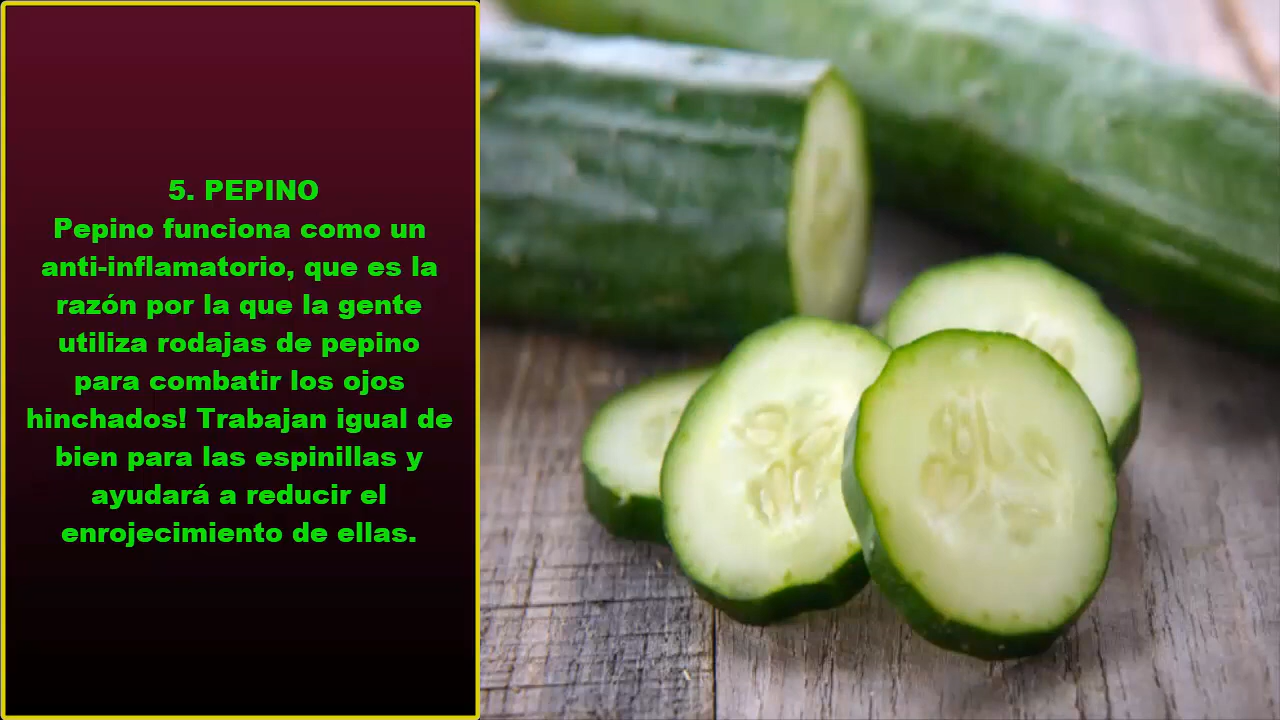 5. PEPINO
Pepino funciona como un
anti-inflamatorio, que es la
razón por la que la gente
utiliza rodajas de pepino
para combatir los ojos
hinchados! Trabajan igual de
bien para las espinillas y
ayudará a reducir el
enrojecimiento de ellas.